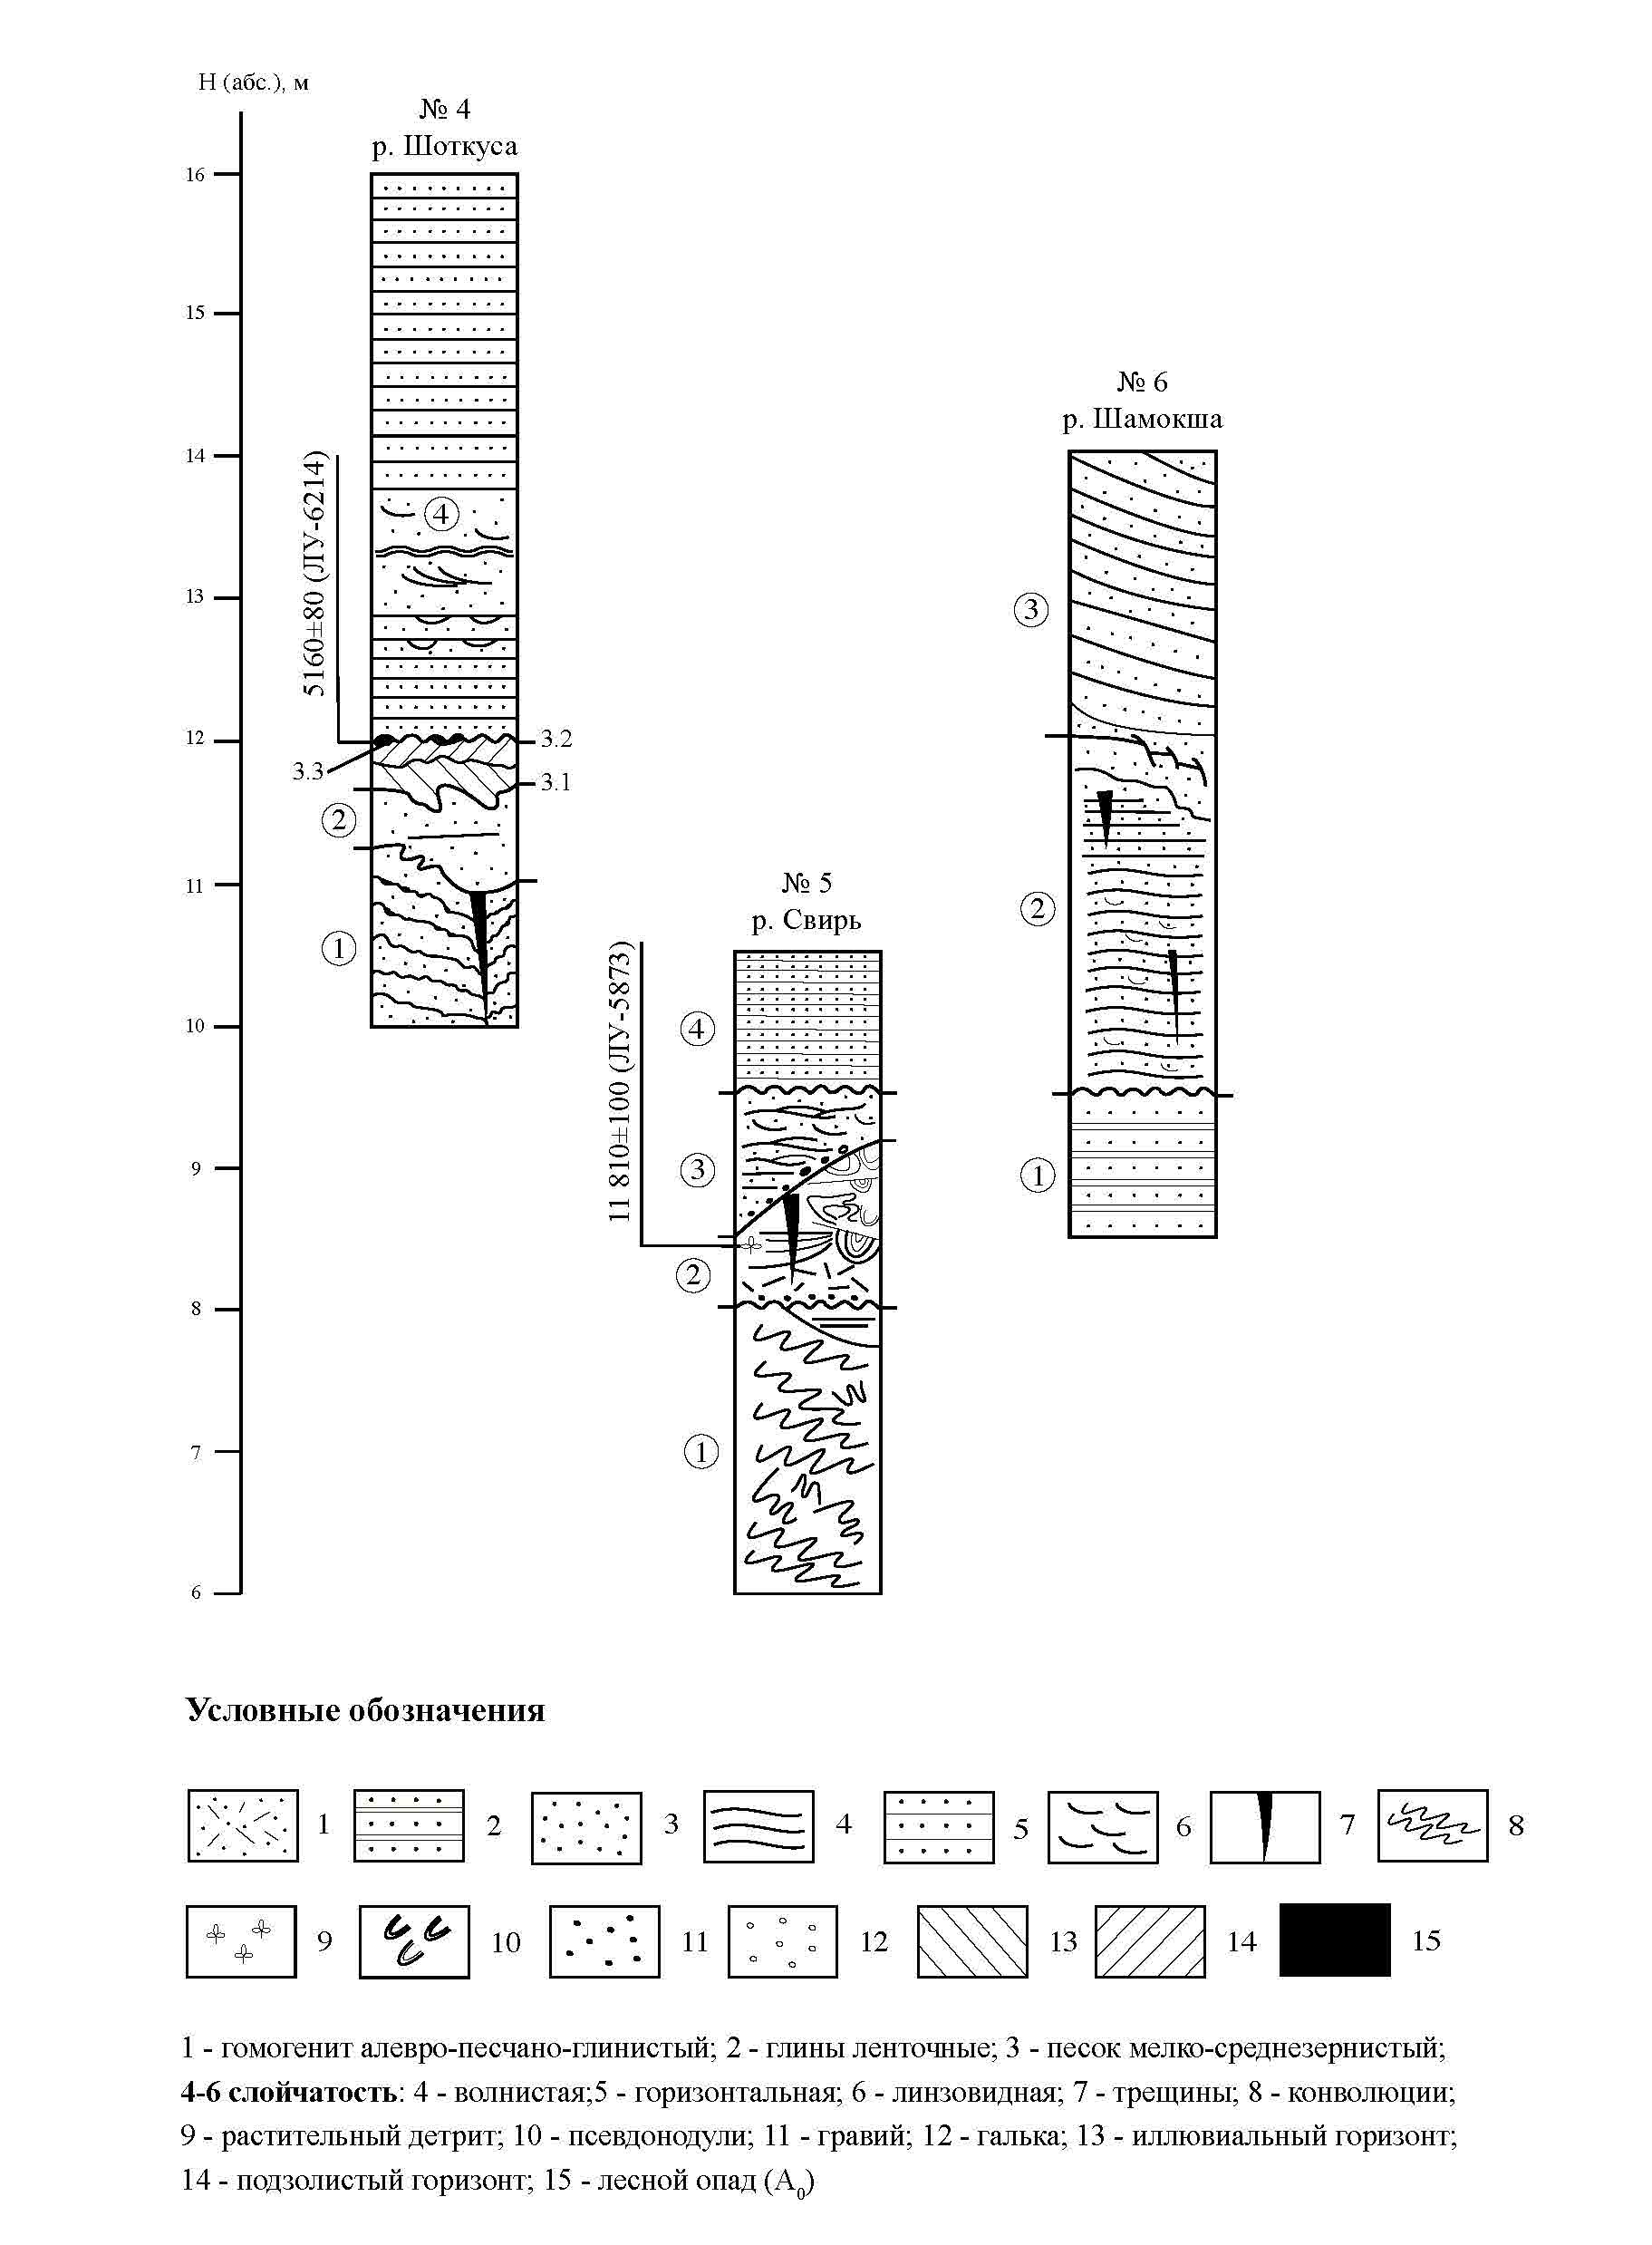 Н (абс.), м
№ 4
р. Шоткуса
16
15
14
13
12
11
10
9
8
7
6
5160±80 (ЛУ-6214)
4
3.2
3.3
3.1
2
1
№ 5
р. Свирь
11 810±100 (ЛУ-5873)
4
3
2
1
№ 6
р. Шамокша
3
2
1
Условные обозначения
1 2 3 4 5 6 7 8
9 10 11 12 13 14 15
1 - гомогенит алевро-песчано-глинистый; 2 - глины ленточные; 3 - песок мелко-среднезернистый;
4-6 слойчатость: 4 - волнистая;5 - горизонтальная; 6 - линзовидная; 7 - трещины; 8 - конволюции;
9 - растительный детрит; 10 - псевдонодули; 11 - гравий; 12 - галька; 13 - иллювиальный горизонт;
14 - подзолистый горизонт; 15 - лесной опад (А₀)